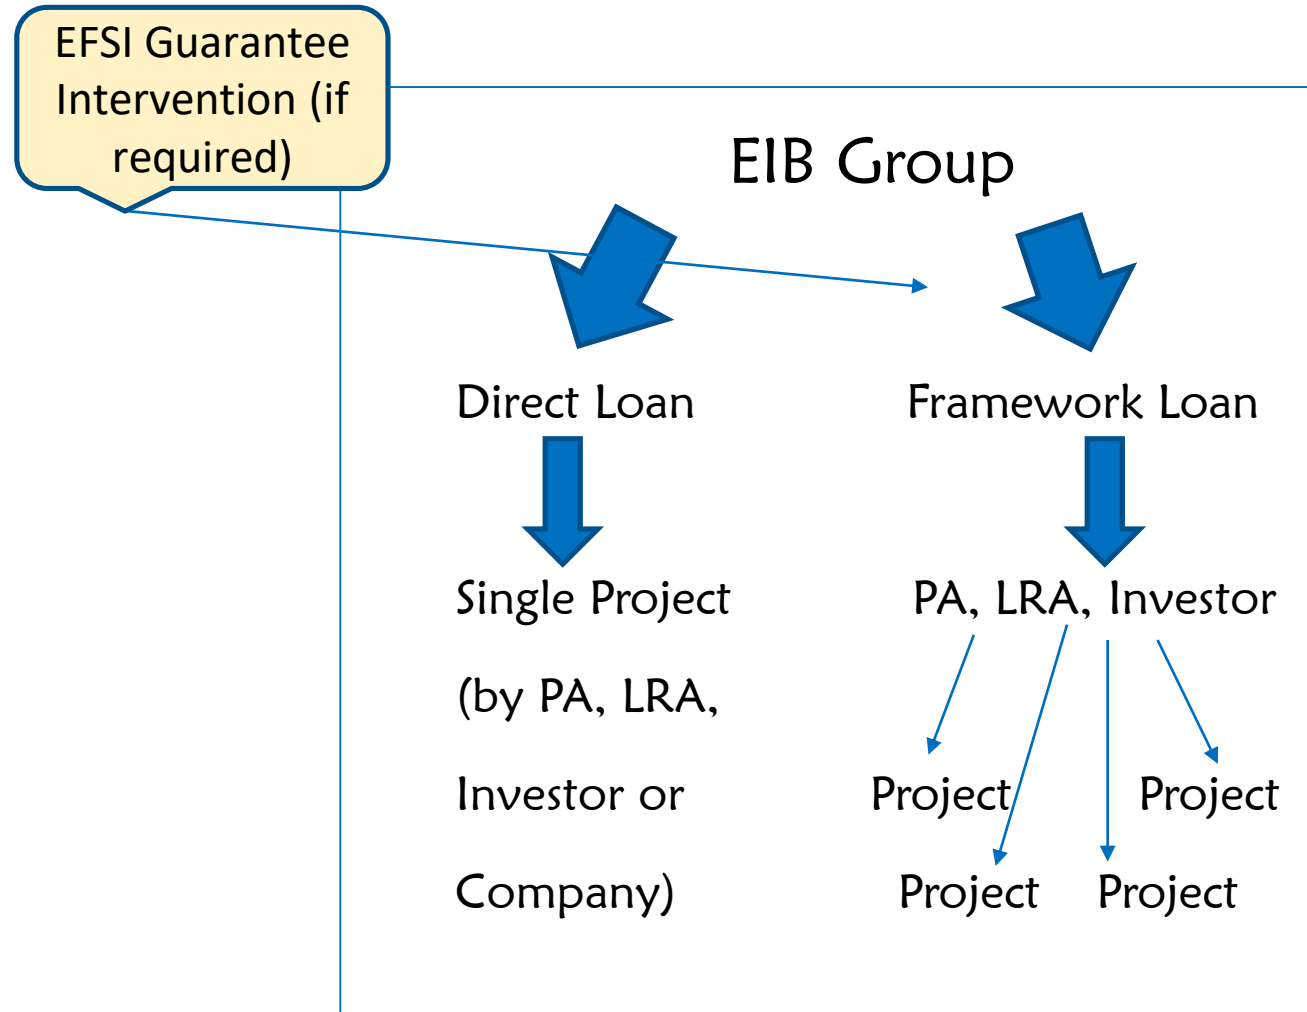 EFSI Guarantee
Intervention (if
required)
EIB Group
Direct Loan
Framework Loan
Single Project
(by PA, LRA,
Investor or
Company)
PA, LRA, Investor
Project
Project
Project
Project